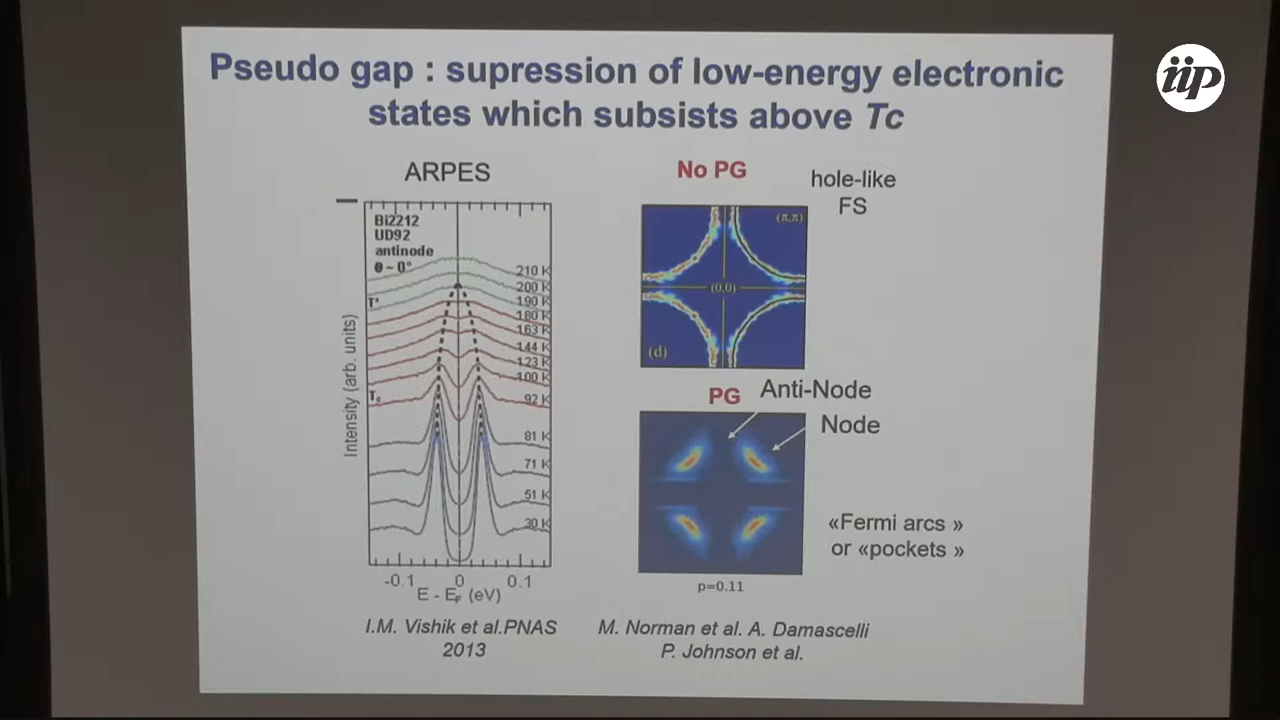 Pseudo gap : supression of low-energy electronic
states which subsists above Tc
iip
ARPES
No PG
hole-like
FS
Bi2212
UD92
antinode
θ ~ 0°
210 K
200 K
T*
190 K
180 K
163 K
144 K
123 K
100 K
Tc
92 K
81 K
71 K
51 K
30 K
Intensity (arb. units)
-0.1
0
0.1
E - EF (eV)
(π,π)
(0,0)
(d)
PG
Anti-Node
Node
«Fermi arcs »
or «pockets »
p=0.11
I.M. Vishik et al.PNAS
2013
M. Norman et al. A. Damascelli
P. Johnson et al.